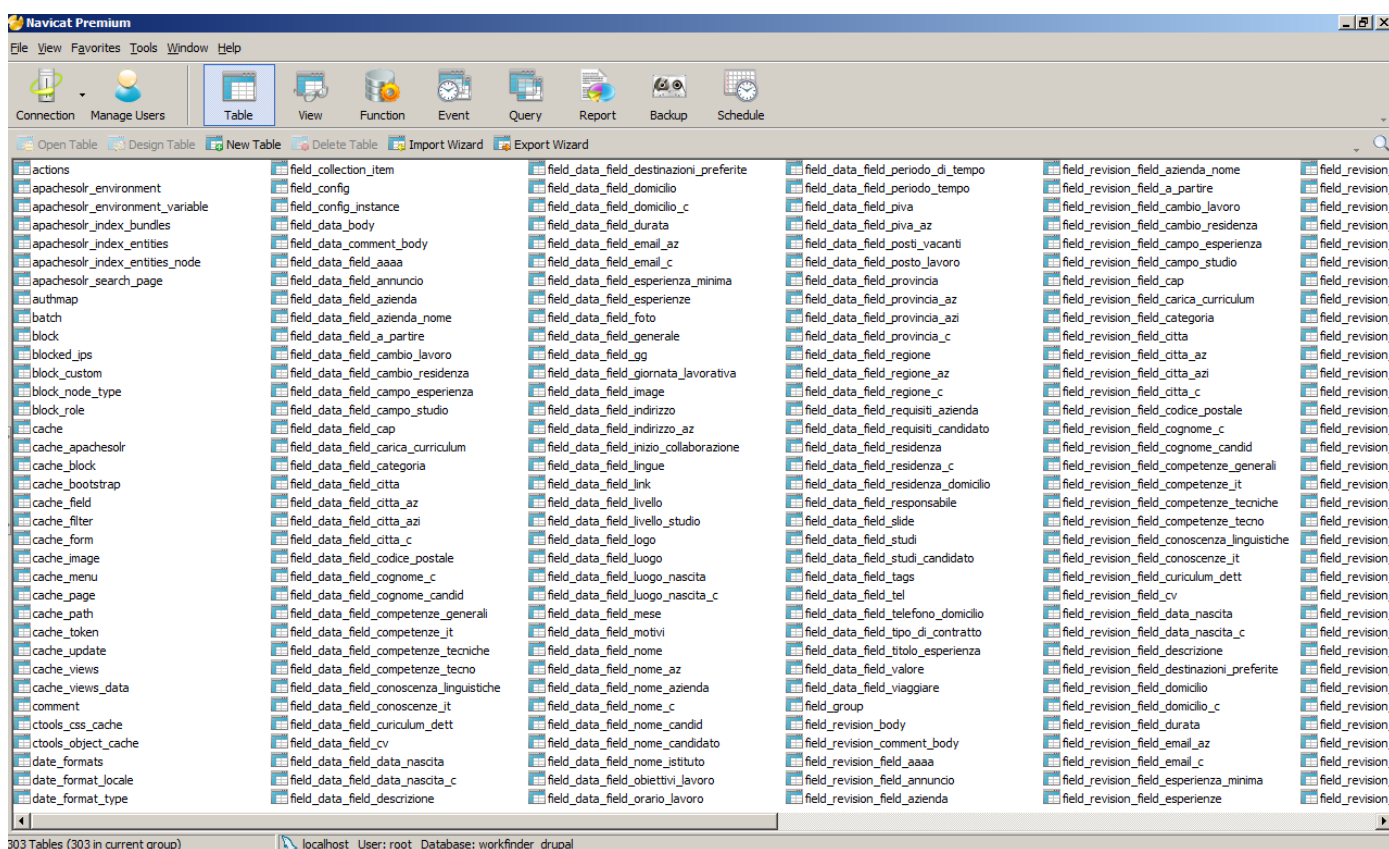 Navicat Premium
File View Favorites Tools Window Help
Connection Manage Users Table View Function Event Query Report Backup Schedule
Open Table Design Table New Table Delete Table Import Wizard Export Wizard
actions
apachesolr_environment
apachesolr_environment_variable
apachesolr_index_bundles
apachesolr_index_entities
apachesolr_index_entities_node
apachesolr_search_page
authmap
batch
block
blocked_ips
block_custom
block_node_type
block_role
cache
cache_apachesolr
cache_block
cache_bootstrap
cache_field
cache_filter
cache_form
cache_image
cache_menu
cache_page
cache_path
cache_token
cache_update
cache_views
cache_views_data
comment
ctools_css_cache
ctools_object_cache
date_formats
date_format_locale
date_format_type
field_collection_item
field_config
field_config_instance
field_data_body
field_data_comment_body
field_data_field_aaaa
field_data_field_annuncio
field_data_field_azienda
field_data_field_azienda_nome
field_data_field_a_partire
field_data_field_cambio_lavoro
field_data_field_cambio_residenza
field_data_field_campo_esperienza
field_data_field_campo_studio
field_data_field_cap
field_data_field_carica_curriculum
field_data_field_categoria
field_data_field_citta
field_data_field_citta_az
field_data_field_citta_azi
field_data_field_citta_c
field_data_field_codice_postale
field_data_field_cognome_c
field_data_field_cognome_candid
field_data_field_competenze_generali
field_data_field_competenze_it
field_data_field_competenze_tecniche
field_data_field_competenze_tecno
field_data_field_conoscenza_linguistiche
field_data_field_conoscenze_it
field_data_field_curiculum_dett
field_data_field_cv
field_data_field_data_nascita
field_data_field_data_nascita_c
field_data_field_descrizione
field_data_field_destinazioni_preferite
field_data_field_domicilio
field_data_field_domicilio_c
field_data_field_durata
field_data_field_email_az
field_data_field_email_c
field_data_field_esperienza_minima
field_data_field_esperienze
field_data_field_foto
field_data_field_generale
field_data_field_gg
field_data_field_giornata_lavorativa
field_data_field_image
field_data_field_indirizzo
field_data_field_indirizzo_az
field_data_field_inizio_collaborazione
field_data_field_lingue
field_data_field_link
field_data_field_livello
field_data_field_livello_studio
field_data_field_logo
field_data_field_luogo
field_data_field_luogo_nascita
field_data_field_luogo_nascita_c
field_data_field_mese
field_data_field_motivi
field_data_field_nome
field_data_field_nome_az
field_data_field_nome_azienda
field_data_field_nome_c
field_data_field_nome_candid
field_data_field_nome_candidato
field_data_field_nome_istituto
field_data_field_obiettivi_lavoro
field_data_field_orario_lavoro
field_data_field_periodo_di_tempo
field_data_field_periodo_tempo
field_data_field_piva
field_data_field_piva_az
field_data_field_posti_vacanti
field_data_field_posto_lavoro
field_data_field_provincia
field_data_field_provincia_az
field_data_field_provincia_azi
field_data_field_provincia_c
field_data_field_regione
field_data_field_regione_az
field_data_field_regione_c
field_data_field_requisiti_azienda
field_data_field_requisiti_candidato
field_data_field_residenza
field_data_field_residenza_c
field_data_field_residenza_domicilio
field_data_field_responsabile
field_data_field_slide
field_data_field_studi
field_data_field_studi_candidato
field_data_field_tags
field_data_field_tel
field_data_field_telefono_domicilio
field_data_field_tipo_di_contratto
field_data_field_titolo_esperienza
field_data_field_valore
field_data_field_viaggiare
field_group
field_revision_body
field_revision_comment_body
field_revision_field_aaaa
field_revision_field_annuncio
field_revision_field_azienda
field_revision_field_azienda_nome
field_revision_field_a_partire
field_revision_field_cambio_lavoro
field_revision_field_cambio_residenza
field_revision_field_campo_esperienza
field_revision_field_campo_studio
field_revision_field_cap
field_revision_field_carica_curriculum
field_revision_field_categoria
field_revision_field_citta
field_revision_field_citta_az
field_revision_field_citta_azi
field_revision_field_citta_c
field_revision_field_codice_postale
field_revision_field_cognome_c
field_revision_field_cognome_candid
field_revision_field_competenze_generali
field_revision_field_competenze_it
field_revision_field_competenze_tecniche
field_revision_field_competenze_tecno
field_revision_field_conoscenza_linguistiche
field_revision_field_conoscenze_it
field_revision_field_curiculum_dett
field_revision_field_cv
field_revision_field_data_nascita
field_revision_field_data_nascita_c
field_revision_field_descrizione
field_revision_field_destinazioni_preferite
field_revision_field_domicilio
field_revision_field_domicilio_c
field_revision_field_durata
field_revision_field_email_az
field_revision_field_email_c
field_revision_field_esperienza_minima
field_revision_field_esperienze
303 Tables (303 in current group)
localhost User: root Database: workfinder_drupal